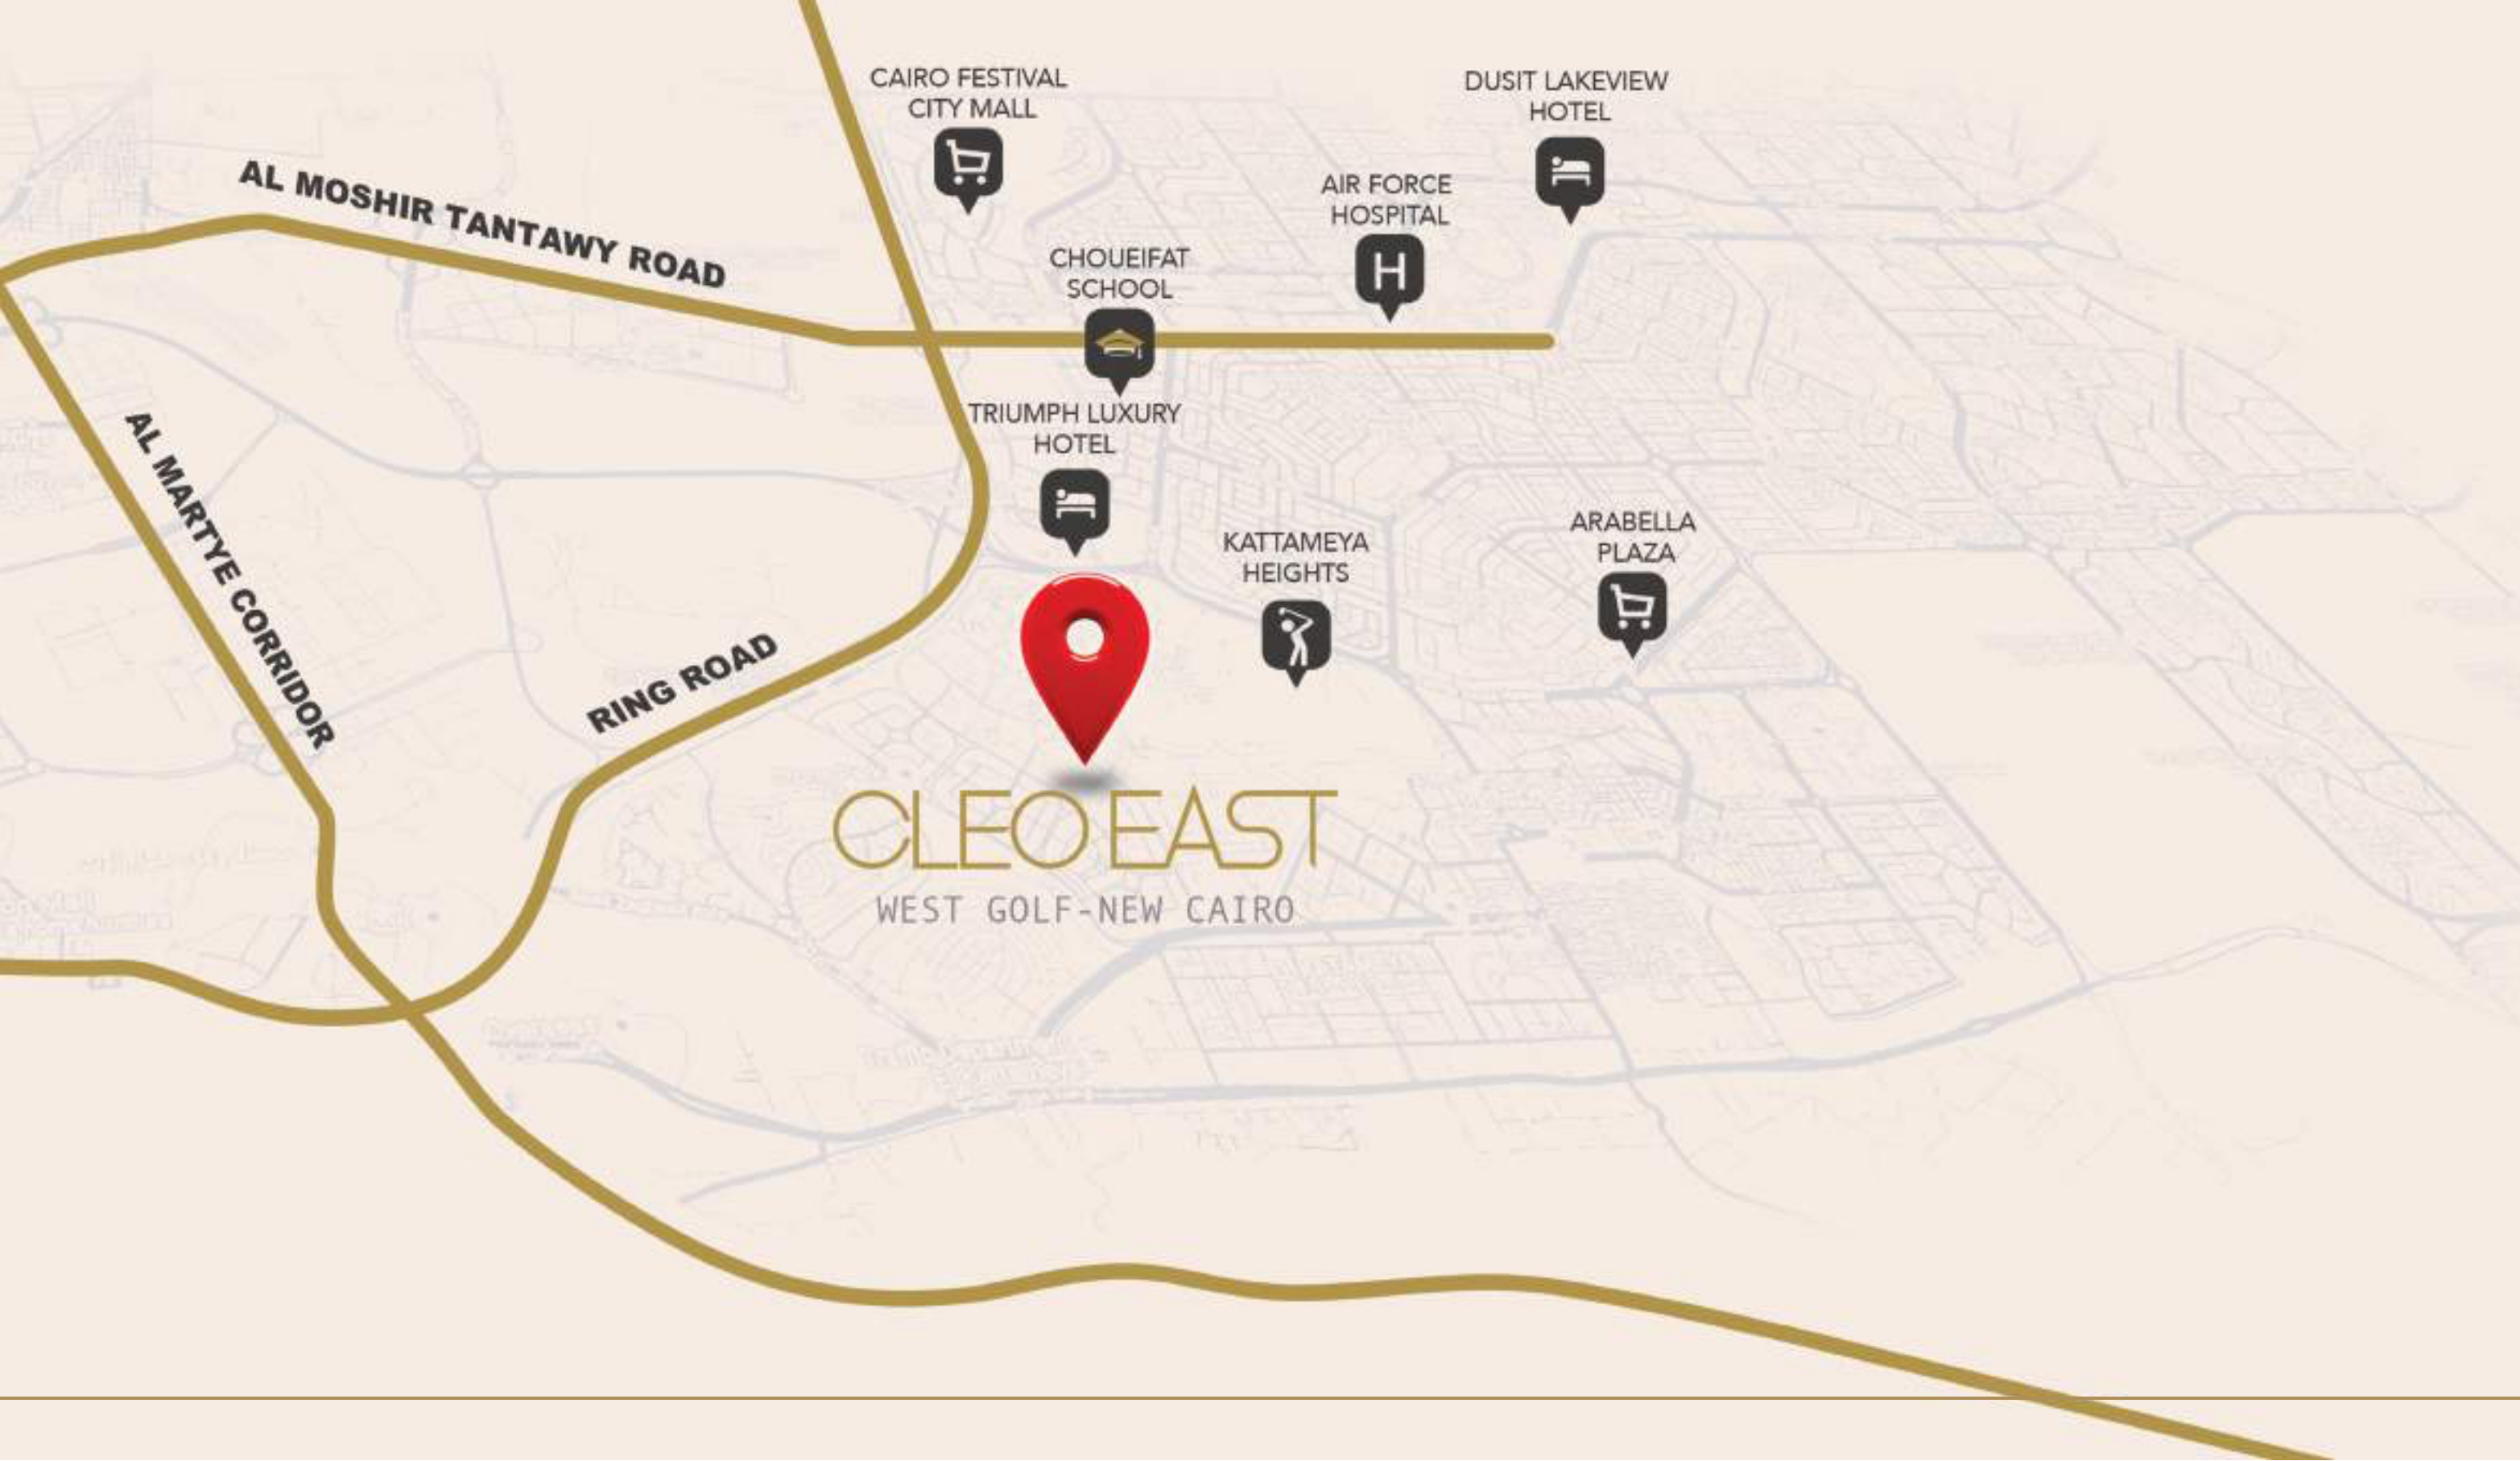 CAIRO FESTIVAL
CITY MALL
DUSIT LAKEVIEW
HOTEL
AL MOSHIR TANTAWY ROAD
AIR FORCE
HOSPITAL
H
CHOUEIFAT
SCHOOL
TRIUMPH LUXURY
HOTEL
AL MARTYE CORRIDOR
KATTAMEYA
HEIGHTS
ARABELLA
PLAZA
RING ROAD
CLEO EAST
WEST GOLF-NEW CAIRO